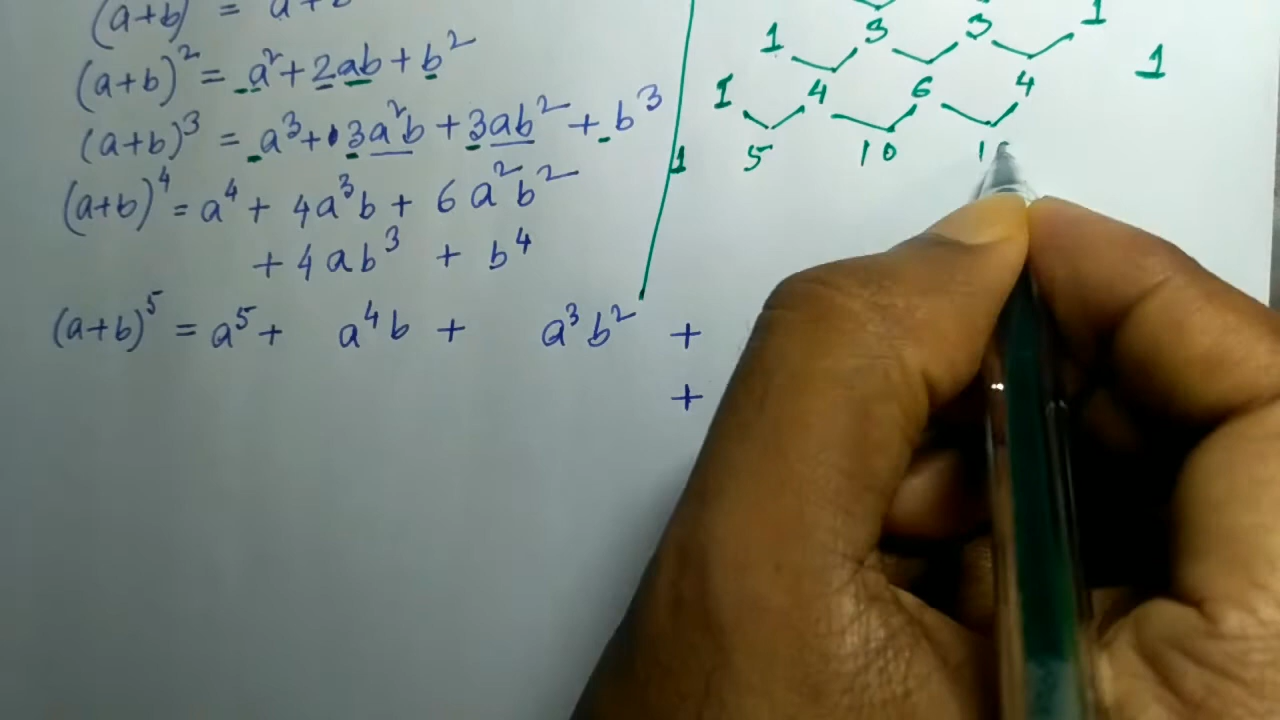 (a+b) = a+b
(a+b)² = a²+2ab+b²
(a+b)³ = a³+3a²b+3ab²+b³
(a+b)⁴ = a⁴ + 4a³b + 6a²b²
+ 4ab³ + b⁴
(a+b)⁵ = a⁵+ a⁴b + a³b² +
+
1 3 3 1
1 4 6 4 1
1 5 10 10